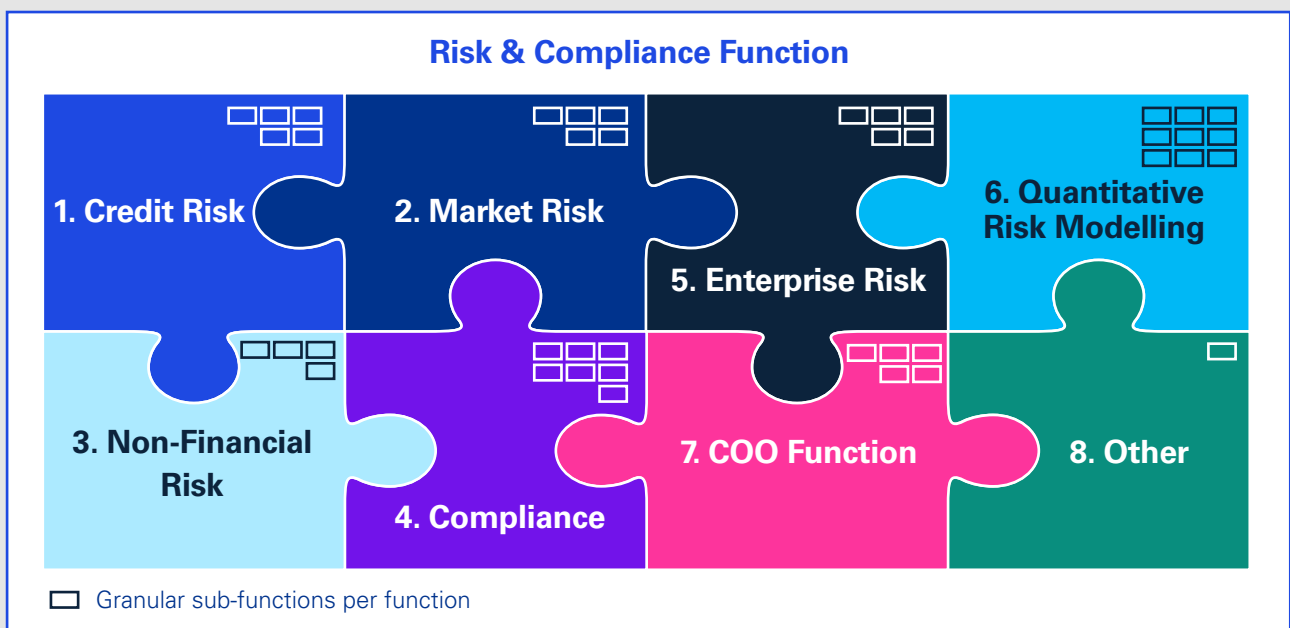 Risk & Compliance Function
1. Credit Risk
2. Market Risk
5. Enterprise Risk
6. Quantitative
Risk Modelling
3. Non-Financial
Risk
4. Compliance
7. COO Function
8. Other
Granular sub-functions per function